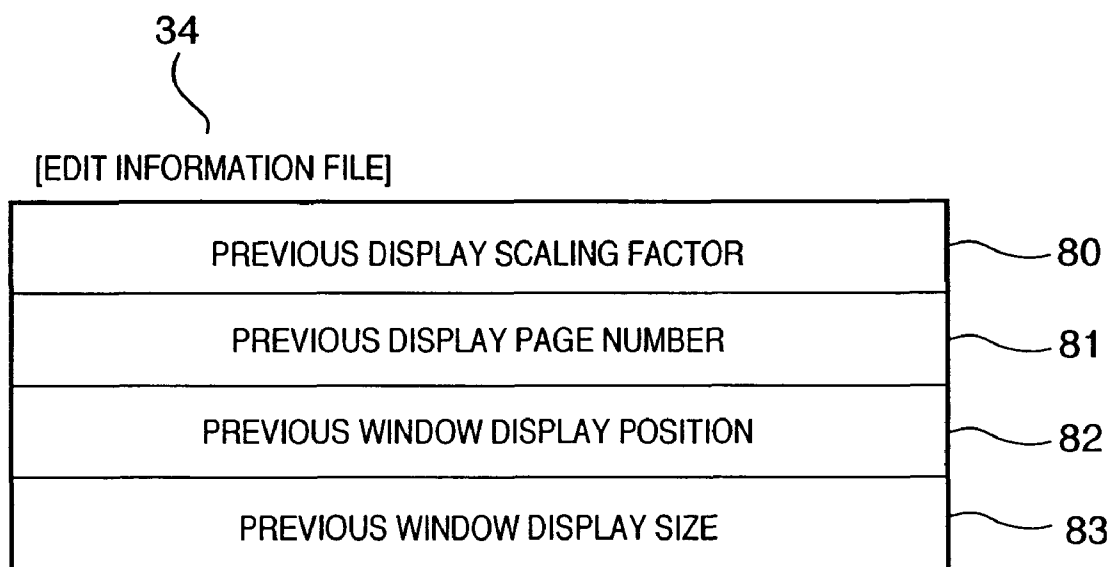 34
[EDIT INFORMATION FILE]
PREVIOUS DISPLAY SCALING FACTOR 80
PREVIOUS DISPLAY PAGE NUMBER 81
PREVIOUS WINDOW DISPLAY POSITION 82
PREVIOUS WINDOW DISPLAY SIZE 83